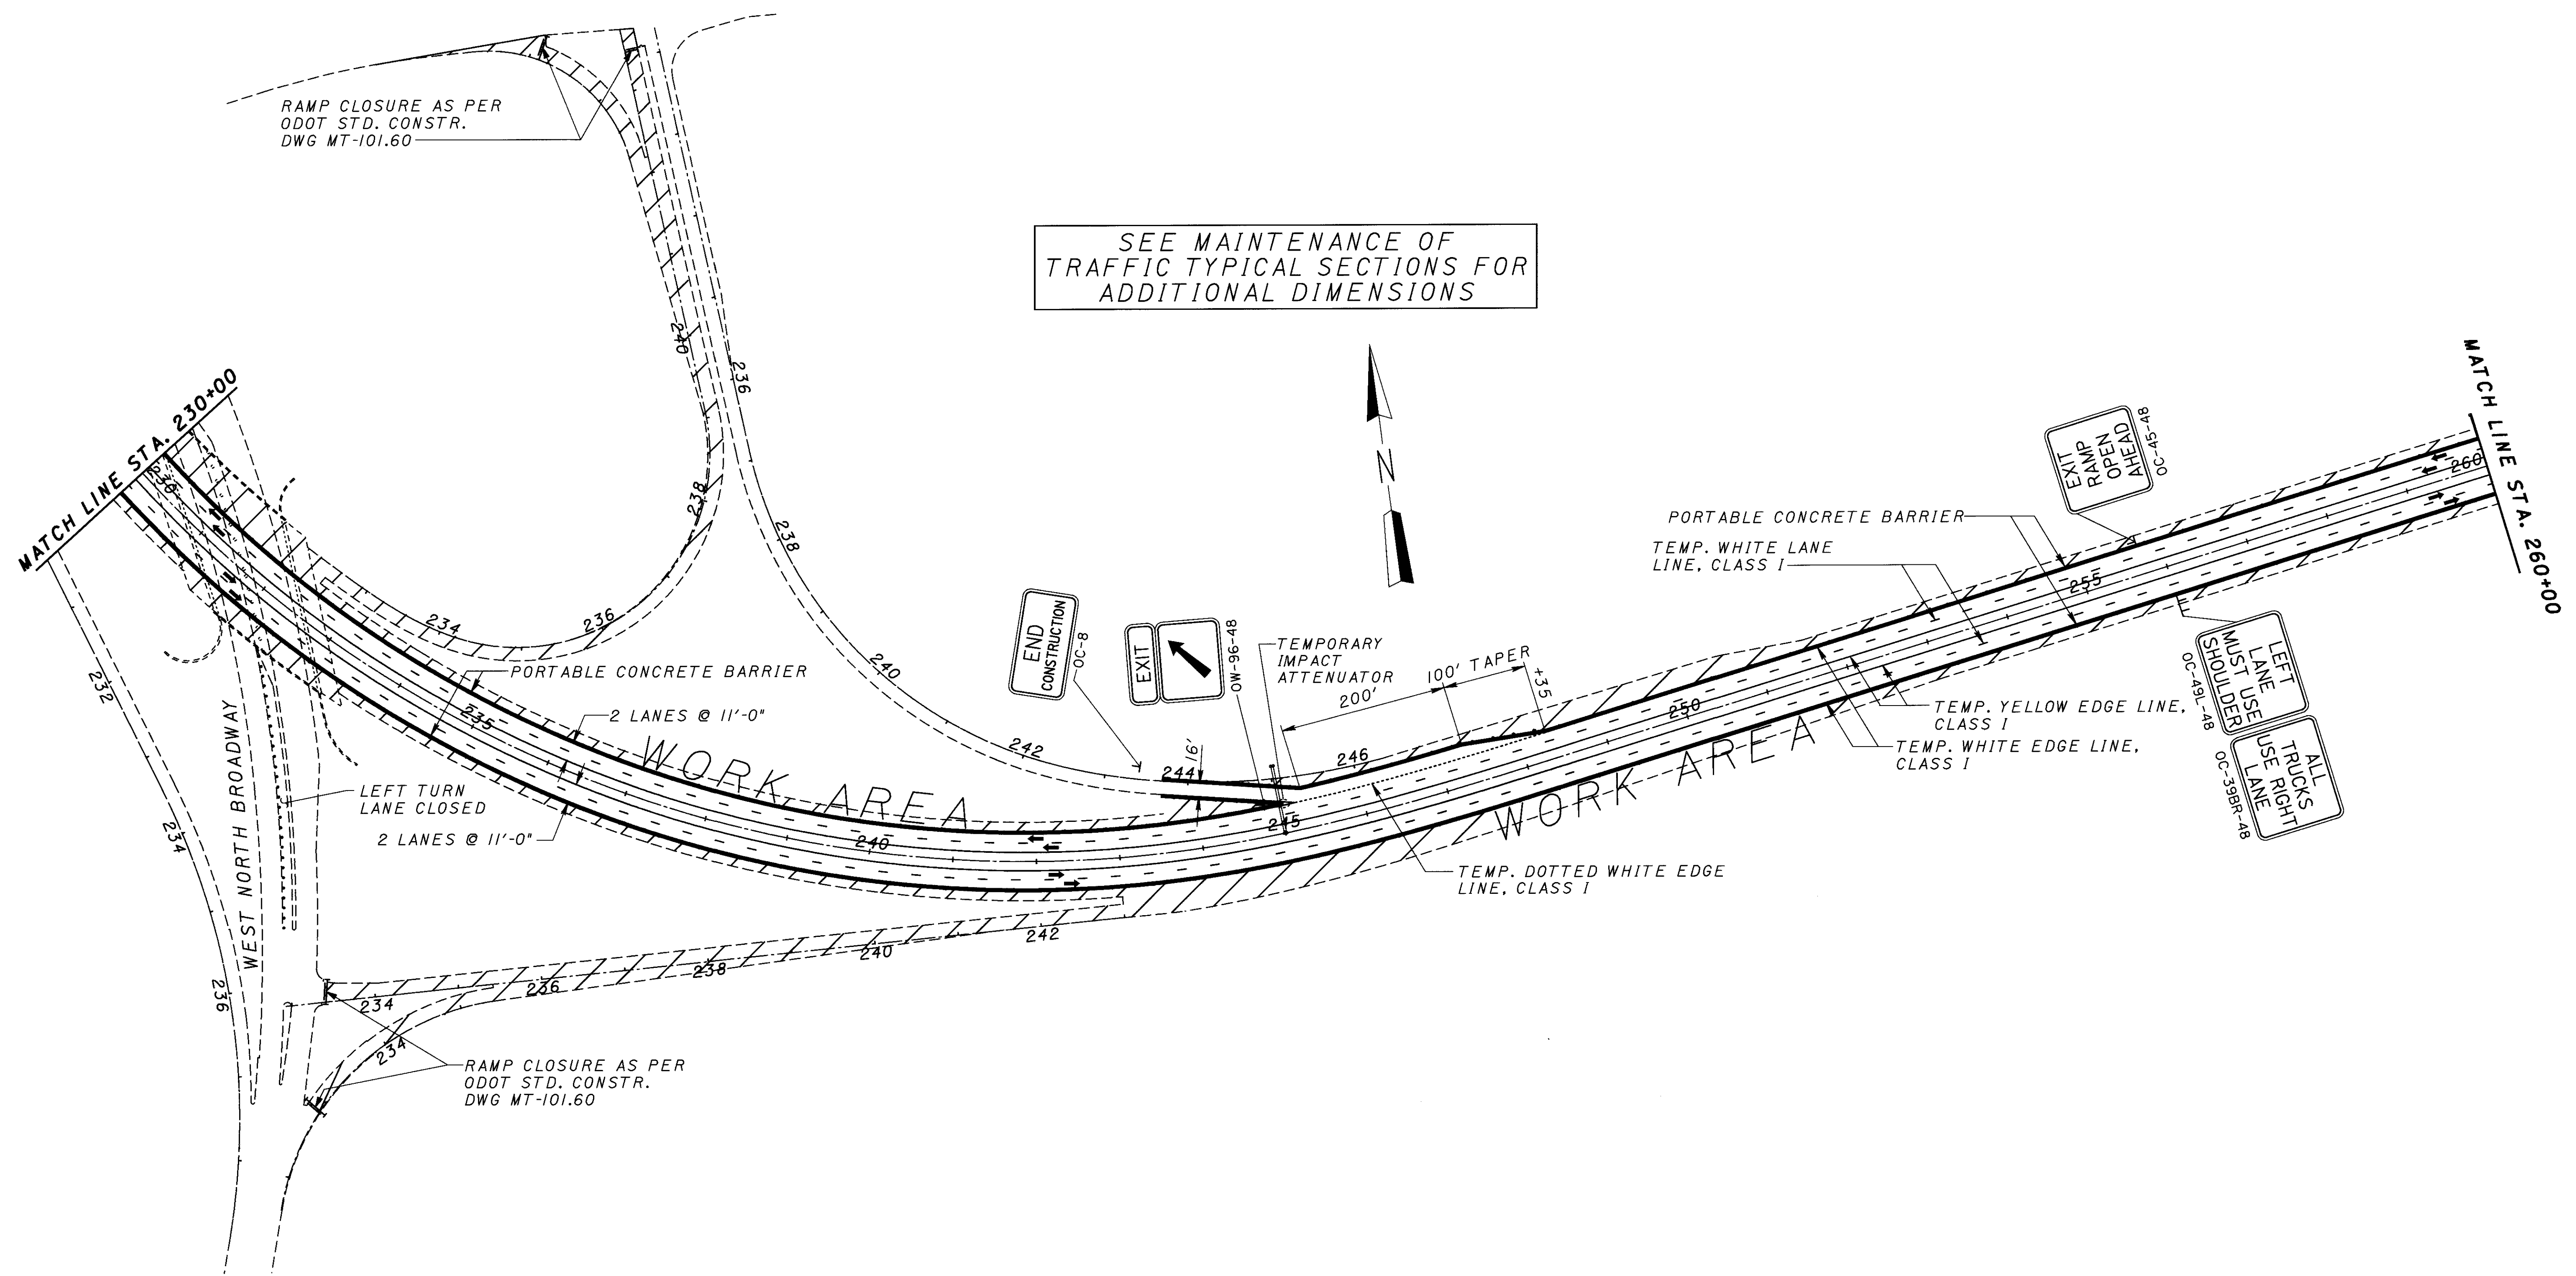 RAMP CLOSURE AS PER
ODOT STD. CONSTR.
DWG MT-101.60
SEE MAINTENANCE OF
TRAFFIC TYPICAL SECTIONS FOR
ADDITIONAL DIMENSIONS
MATCH LINE STA. 230+00
230
240
236
238
238
234
236
240
242
244
16'
246
232
234
236
WEST NORTH BROADWAY
LEFT TURN
LANE CLOSED
PORTABLE CONCRETE BARRIER
235
2 LANES @ 11'-0"
2 LANES @ 11'-0"
WORK AREA
240
245
N
END
CONSTRUCTION
OC-8
EXIT
OW-96-48
TEMPORARY
IMPACT
ATTENUATOR
200'
100' TAPER
+35
PORTABLE CONCRETE BARRIER
TEMP. WHITE LANE
LINE, CLASS I
EXIT
RAMP
OPEN
AHEAD
OC-45-48
MATCH LINE STA. 260+00
260
255
250
TEMP. YELLOW EDGE LINE,
CLASS I
TEMP. WHITE EDGE LINE,
CLASS I
LEFT
LANE
MUST USE
SHOULDER
OC-49L-48
ALL
TRUCKS
USE RIGHT
LANE
OC-39BR-48
WORK AREA
TEMP. DOTTED WHITE EDGE
LINE, CLASS I
234
236
238
240
242
234
RAMP CLOSURE AS PER
ODOT STD. CONSTR.
DWG MT-101.60